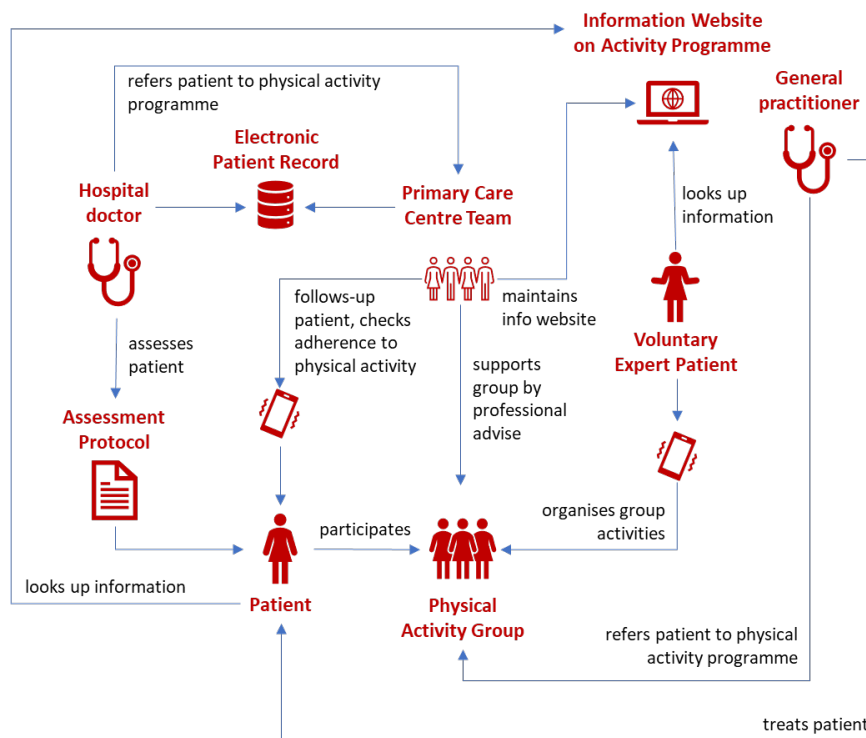 Information Website
on Activity Programme
refers patient to physical activity
programme
General
practitioner
Electronic
Patient Record
Hospital
doctor
Primary Care
Centre Team
looks up
information
follows-up
patient, checks
adherence to
physical activity
maintains
info website
assesses
patient
Voluntary
Expert Patient
supports
group by
professional
advise
Assessment
Protocol
organises group
activities
participates
looks up information
Patient
Physical
Activity Group
refers patient to physical
activity programme
treats patient